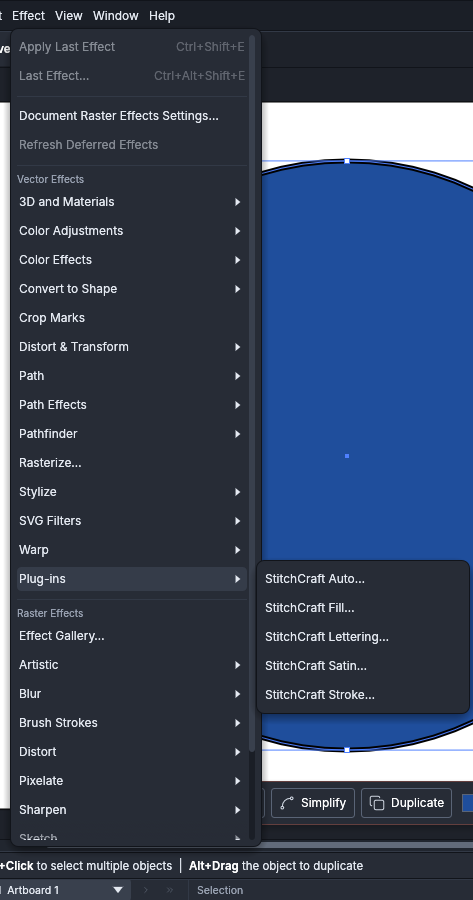 Effect View Window Help
Apply Last Effect Ctrl+Shift+E
Last Effect... Ctrl+Alt+Shift+E
Document Raster Effects Settings...
Refresh Deferred Effects
Vector Effects
3D and Materials
Color Adjustments
Color Effects
Convert to Shape
Crop Marks
Distort & Transform
Path
Path Effects
Pathfinder
Rasterize...
Stylize
SVG Filters
Warp
Plug-ins
StitchCraft Auto...
StitchCraft Fill...
StitchCraft Lettering...
StitchCraft Satin...
StitchCraft Stroke...
Raster Effects
Effect Gallery...
Artistic
Blur
Brush Strokes
Distort
Pixelate
Sharpen
Sketch
Simplify Duplicate
+Click to select multiple objects | Alt+Drag the object to duplicate
Artboard 1 Selection